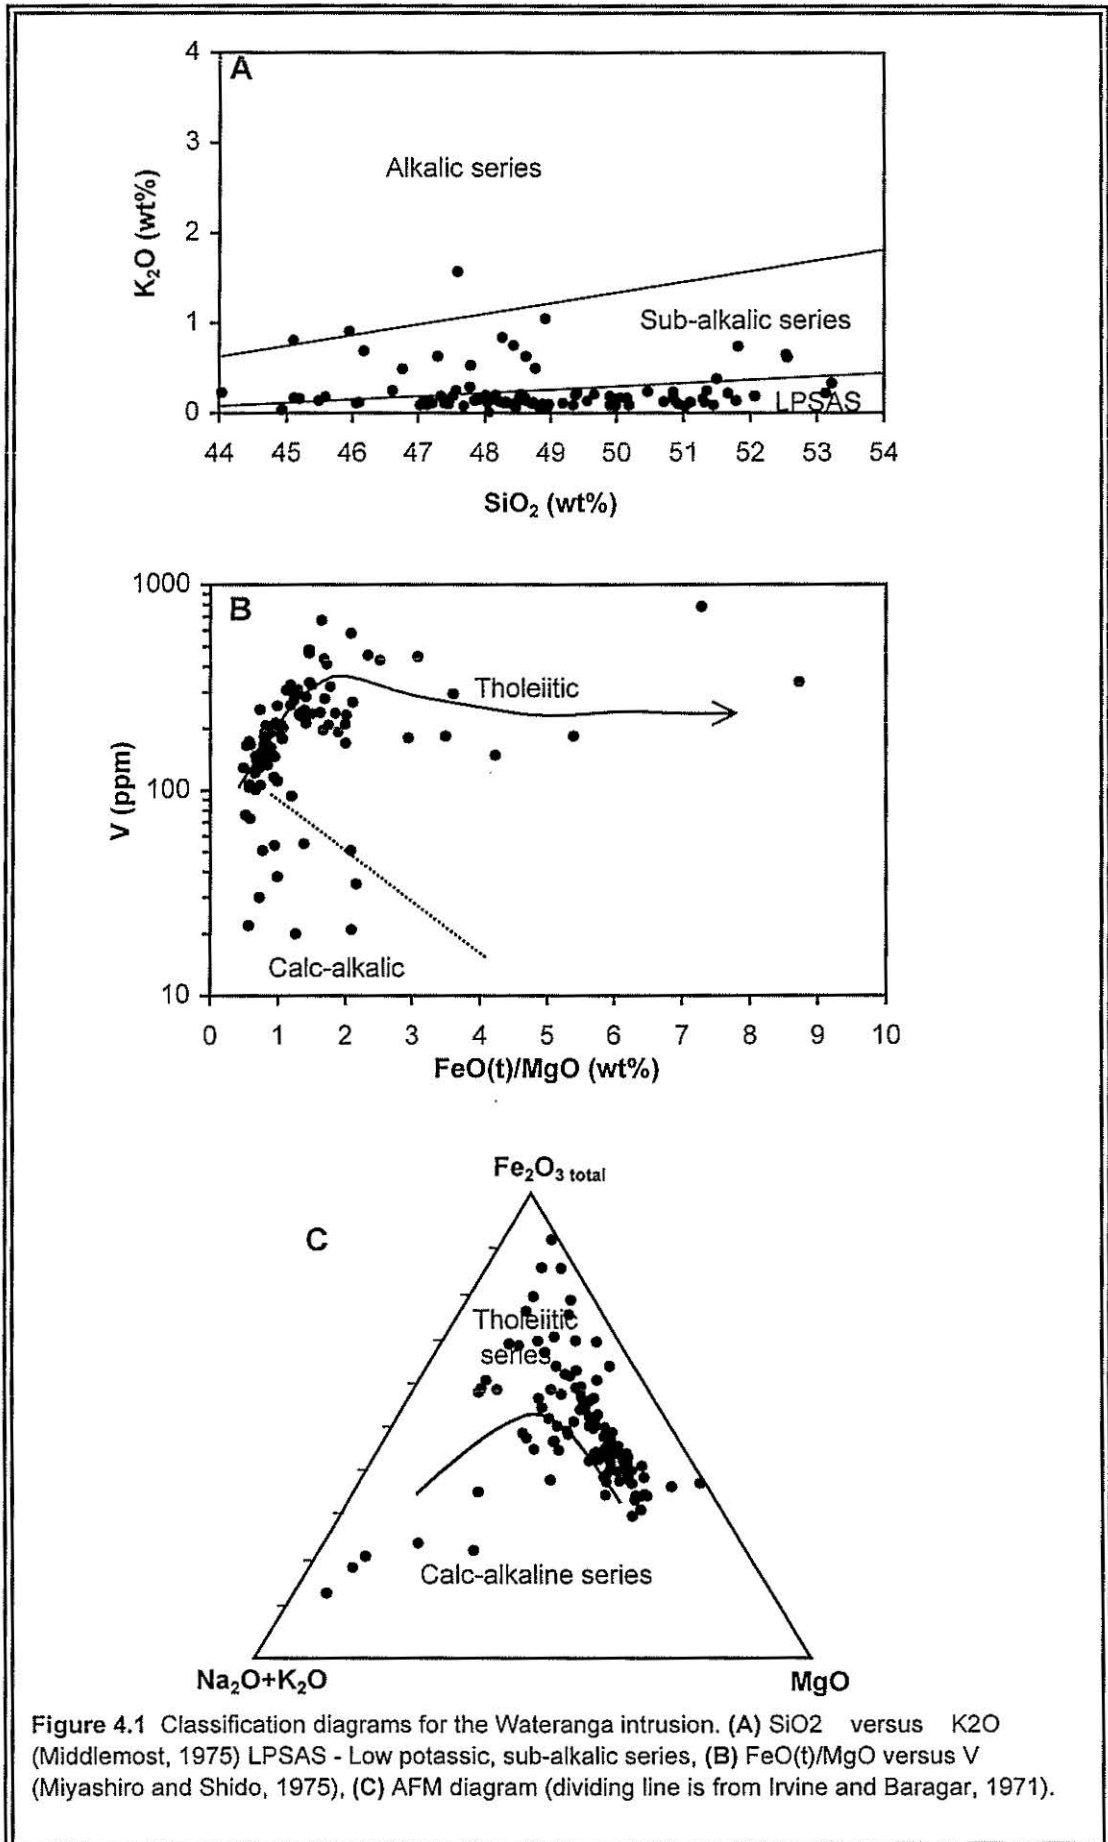 A
4
3
2
1
0
K₂O (wt%)
Alkalic series
Sub-alkalic series
LPSAS
44 45 46 47 48 49 50 51 52 53 54
SiO₂ (wt%)
B
1000
100
10
V (ppm)
Tholeiitic
Calc-alkalic
0 1 2 3 4 5 6 7 8 9 10
FeO(t)/MgO (wt%)
Fe₂O₃ total
C
Tholeiitic
series
Calc-alkaline series
Na₂O+K₂O MgO
Figure 4.1 Classification diagrams for the Wateranga intrusion. (A) SiO2 versus K2O
(Middlemost, 1975) LPSAS - Low potassic, sub-alkalic series, (B) FeO(t)/MgO versus V
(Miyashiro and Shido, 1975), (C) AFM diagram (dividing line is from Irvine and Baragar, 1971).